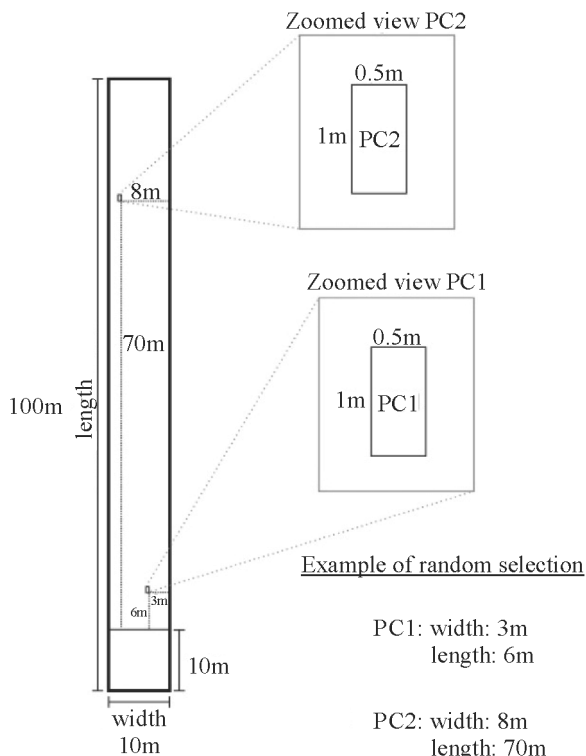 Zoomed view PC2
0.5m
1m
PC2
8m
70m
Zoomed view PC1
0.5m
1m
PC1
100m
length
3m
6m
10m
width
10m
Example of random selection
PC1: width: 3m
length: 6m
PC2: width: 8m
length: 70m